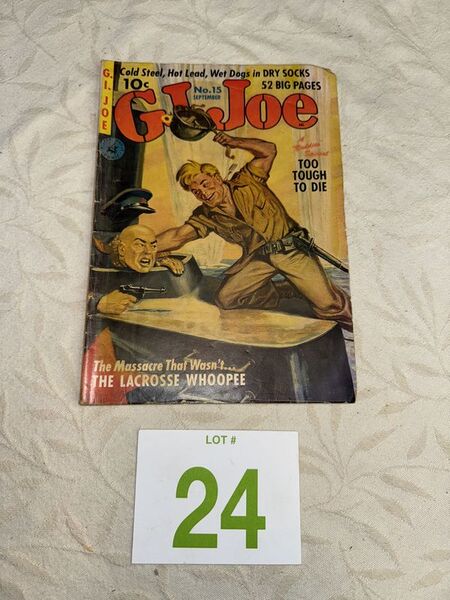 Cold Steel, Hot Lead, Wet Dogs in DRY SOCKS
10¢
No.15
SEPTEMBER
52 BIG PAGES
G.I. JOE
G.I. Joe
TOO
TOUGH
TO DIE
The Massacre That Wasn't...
THE LACROSSE WHOOPEE
LOT #
24